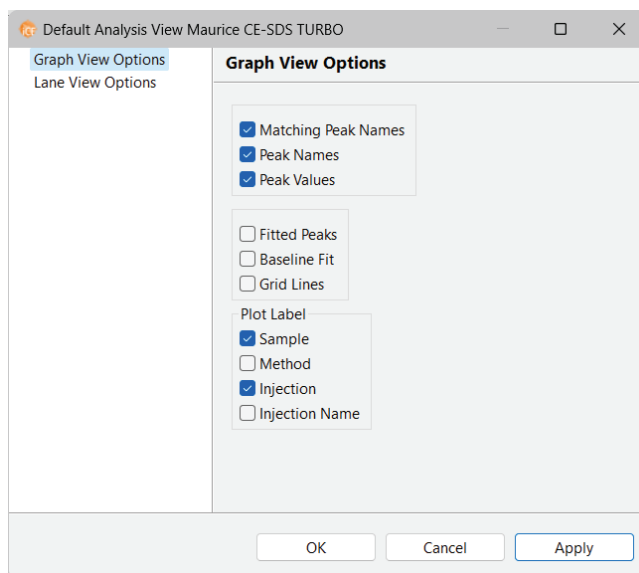 Default Analysis View Maurice CE-SDS TURBO
Graph View Options
Lane View Options
Graph View Options
Matching Peak Names
Peak Names
Peak Values
Fitted Peaks
Baseline Fit
Grid Lines
Plot Label
Sample
Method
Injection
Injection Name
OK
Cancel
Apply